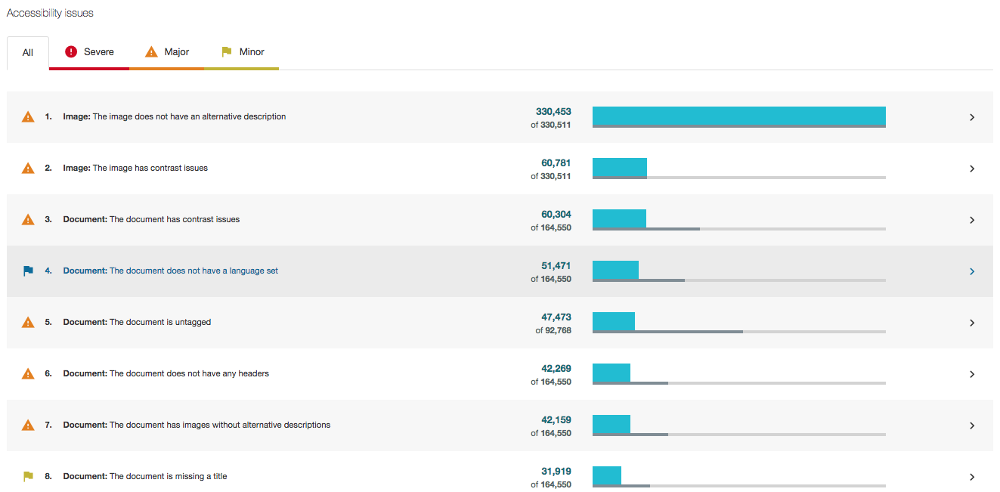 Accessibility issues
All Severe Major Minor
1. Image: The image does not have an alternative description
330,453
of 330,511
2. Image: The image has contrast issues
60,781
of 330,511
3. Document: The document has contrast issues
60,304
of 164,550
4. Document: The document does not have a language set
51,471
of 164,550
5. Document: The document is untagged
47,473
of 92,768
6. Document: The document does not have any headers
42,269
of 164,550
7. Document: The document has images without alternative descriptions
42,159
of 164,550
8. Document: The document is missing a title
31,919
of 164,550